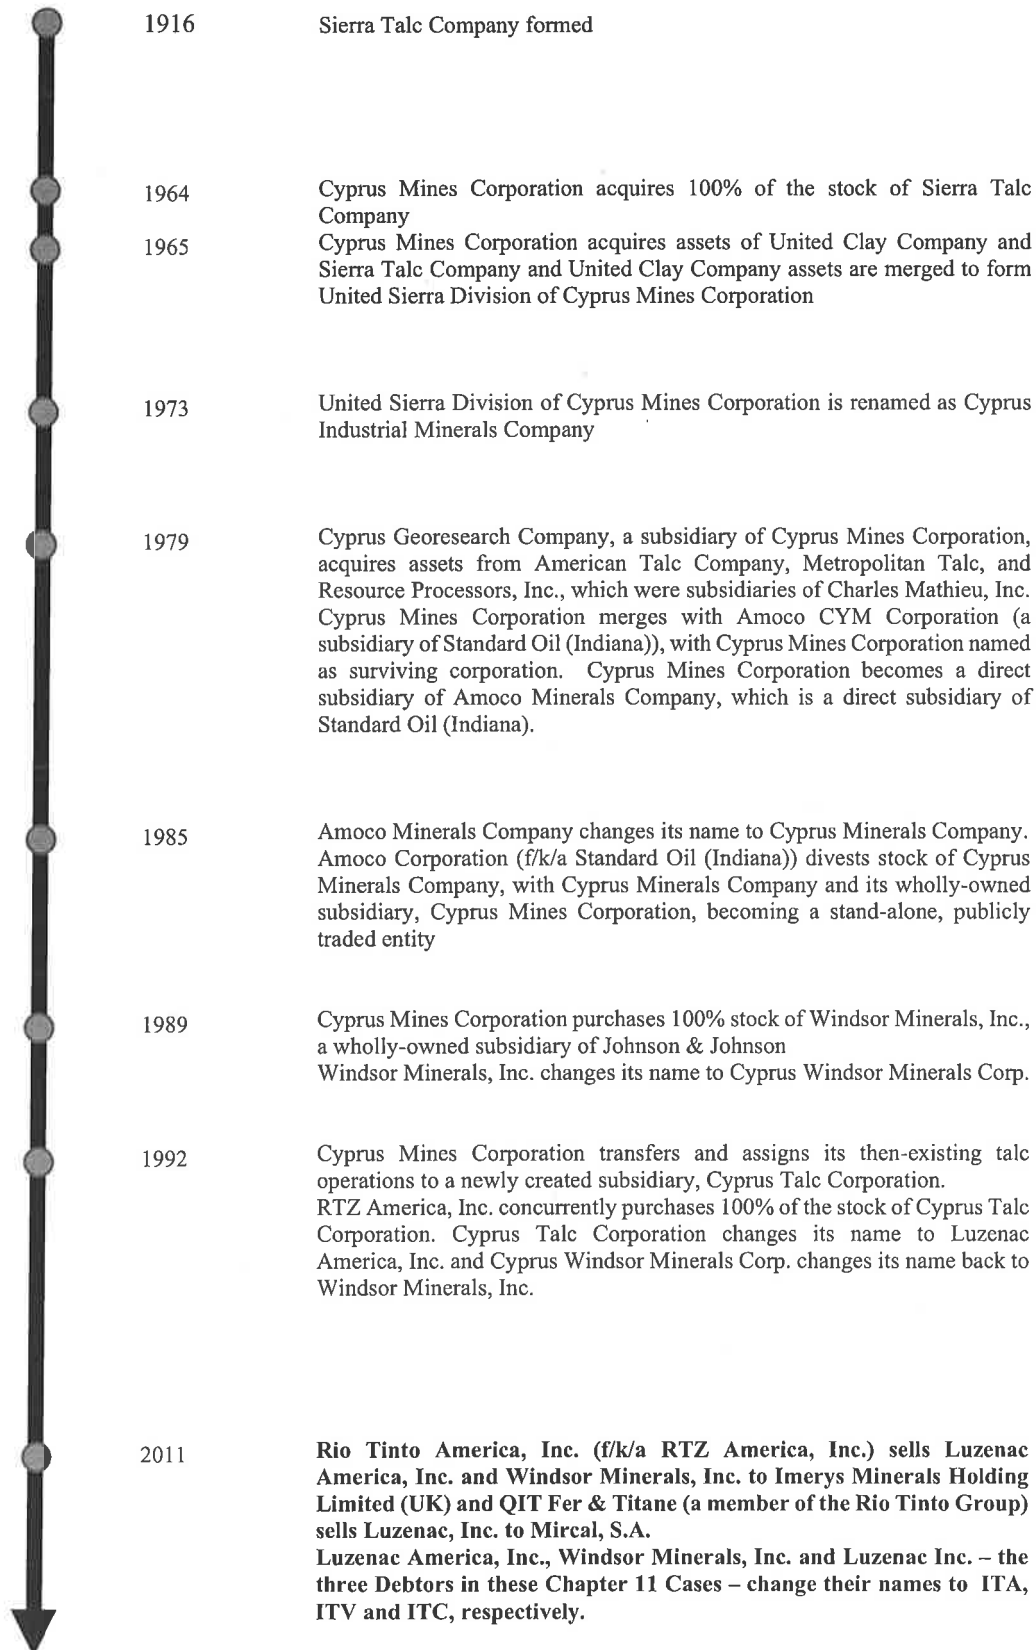 1916 Sierra Talc Company formed
1964 Cyprus Mines Corporation acquires 100% of the stock of Sierra Talc
Company
1965 Cyprus Mines Corporation acquires assets of United Clay Company and
Sierra Talc Company and United Clay Company assets are merged to form
United Sierra Division of Cyprus Mines Corporation
1973 United Sierra Division of Cyprus Mines Corporation is renamed as Cyprus
Industrial Minerals Company
1979 Cyprus Georesearch Company, a subsidiary of Cyprus Mines Corporation,
acquires assets from American Talc Company, Metropolitan Talc, and
Resource Processors, Inc., which were subsidiaries of Charles Mathieu, Inc.
Cyprus Mines Corporation merges with Amoco CYM Corporation (a
subsidiary of Standard Oil (Indiana)), with Cyprus Mines Corporation named
as surviving corporation. Cyprus Mines Corporation becomes a direct
subsidiary of Amoco Minerals Company, which is a direct subsidiary of
Standard Oil (Indiana).
1985 Amoco Minerals Company changes its name to Cyprus Minerals Company.
Amoco Corporation (f/k/a Standard Oil (Indiana)) divests stock of Cyprus
Minerals Company, with Cyprus Minerals Company and its wholly-owned
subsidiary, Cyprus Mines Corporation, becoming a stand-alone, publicly
traded entity
1989 Cyprus Mines Corporation purchases 100% stock of Windsor Minerals, Inc.,
a wholly-owned subsidiary of Johnson & Johnson
Windsor Minerals, Inc. changes its name to Cyprus Windsor Minerals Corp.
1992 Cyprus Mines Corporation transfers and assigns its then-existing talc
operations to a newly created subsidiary, Cyprus Talc Corporation.
RTZ America, Inc. concurrently purchases 100% of the stock of Cyprus Talc
Corporation. Cyprus Talc Corporation changes its name to Luzenac
America, Inc. and Cyprus Windsor Minerals Corp. changes its name back to
Windsor Minerals, Inc.
2011 Rio Tinto America, Inc. (f/k/a RTZ America, Inc.) sells Luzenac
America, Inc. and Windsor Minerals, Inc. to Imerys Minerals Holding
Limited (UK) and QIT Fer & Titane (a member of the Rio Tinto Group)
sells Luzenac, Inc. to Mircal, S.A.
Luzenac America, Inc., Windsor Minerals, Inc. and Luzenac Inc. – the
three Debtors in these Chapter 11 Cases – change their names to ITA,
ITV and ITC, respectively.